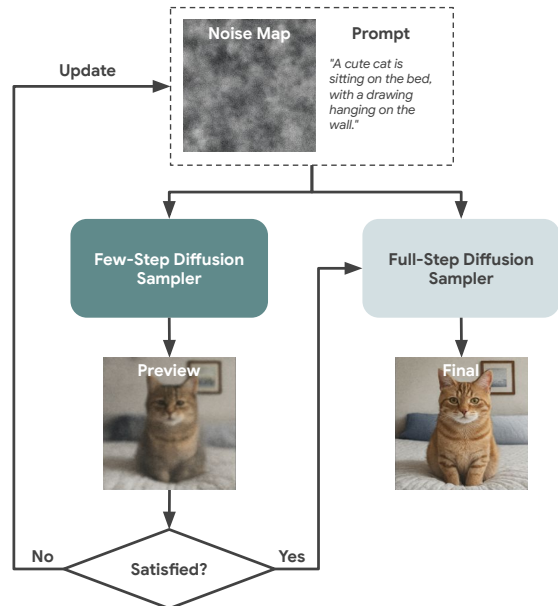 Noise Map
Prompt
"A cute cat is
sitting on the bed,
with a drawing
hanging on the
wall."
Update
Few-Step Diffusion
Sampler
Full-Step Diffusion
Sampler
Preview
Final
No
Satisfied?
Yes